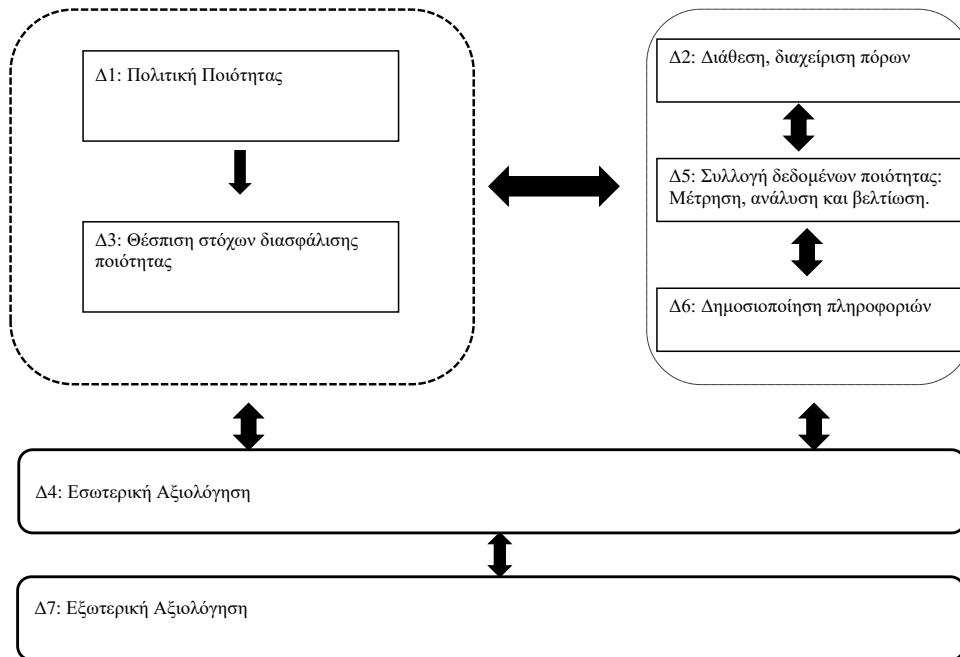 Δ1: Πολιτική Ποιότητας
Δ3: Θέσπιση στόχων διασφάλισης
ποιότητας
Δ2: Διάθεση, διαχείριση πόρων
Δ5: Συλλογή δεδομένων ποιότητας:
Μέτρηση, ανάλυση και βελτίωση.
Δ6: Δημοσιοποίηση πληροφοριών
Δ4: Εσωτερική Αξιολόγηση
Δ7: Εξωτερική Αξιολόγηση